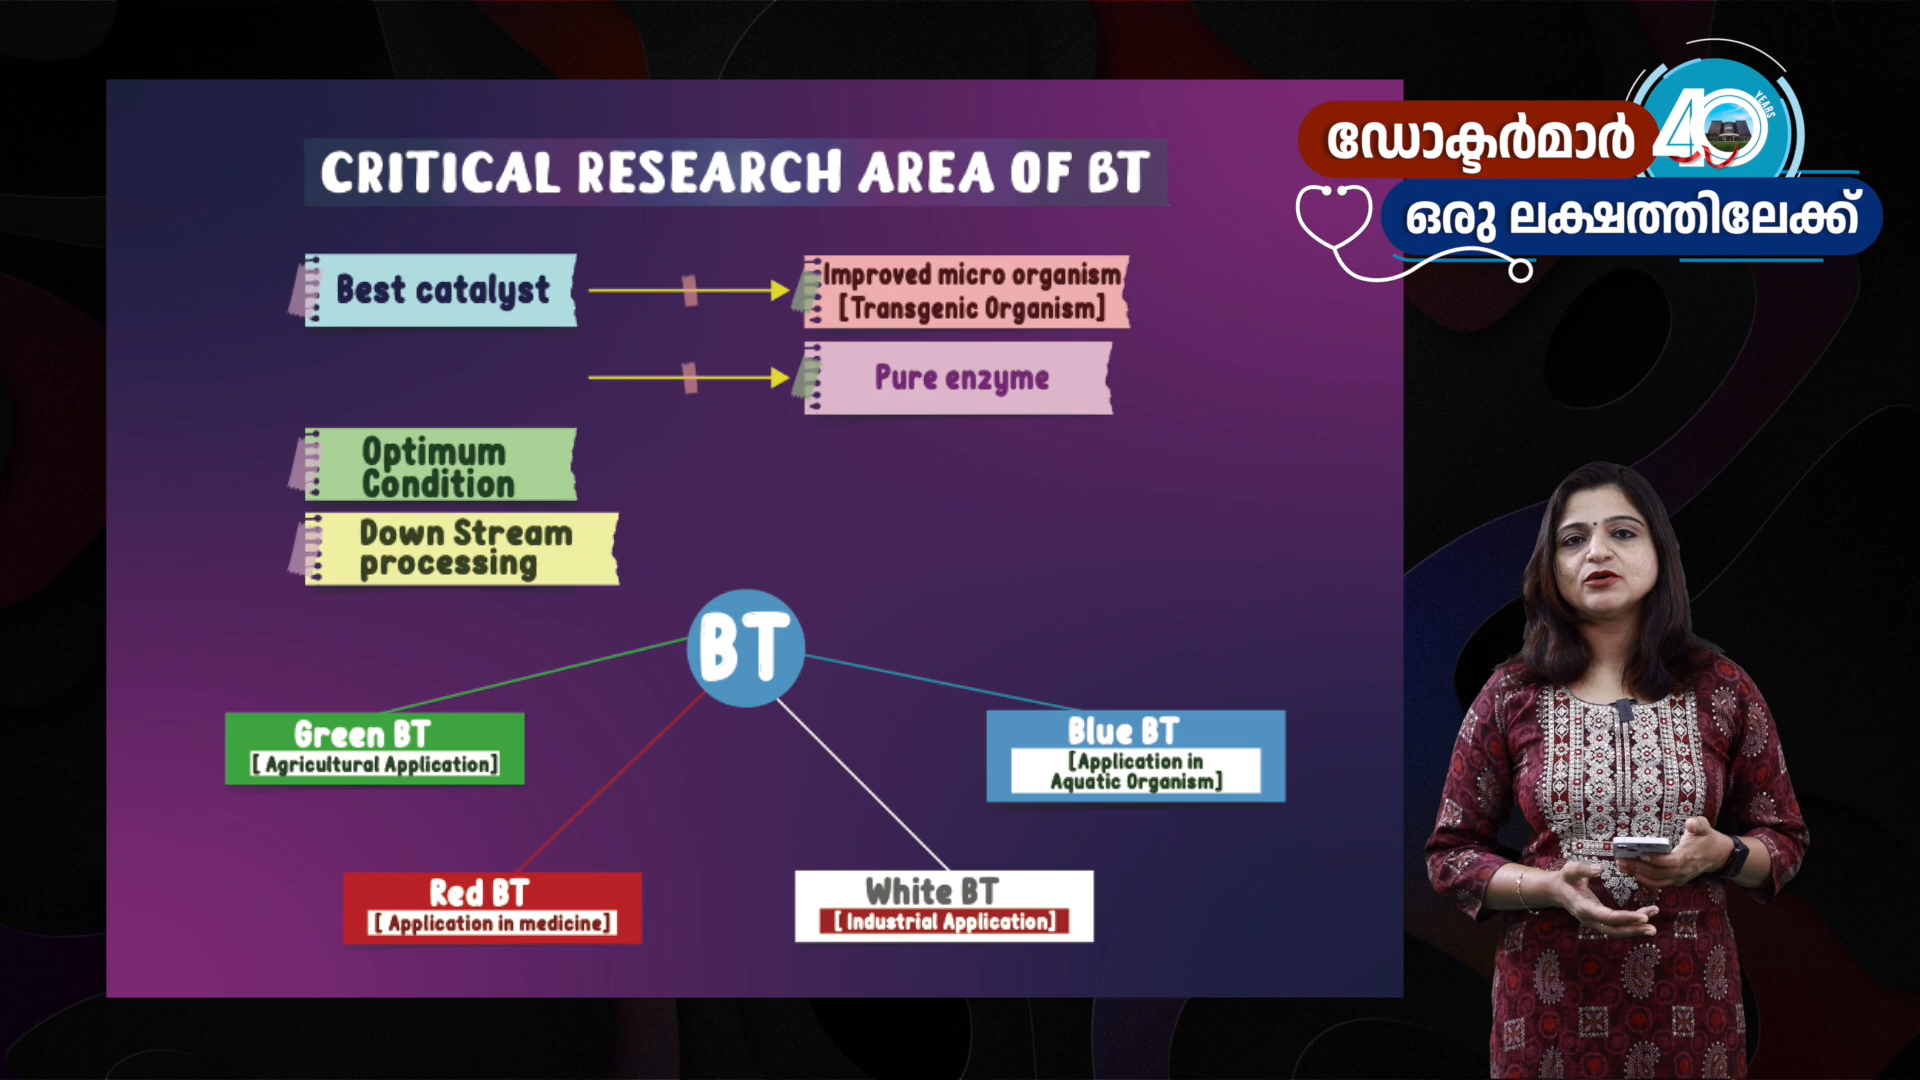 CRITICAL RESEARCH AREA OF BT
ഡോക്ടർമാർ
40
YEARS
ഒരു ലക്ഷത്തിലേക്ക്
Best catalyst
Improved micro organism
[Transgenic Organism]
Pure enzyme
Optimum
Condition
Down Stream
processing
BT
Green BT
[ Agricultural Application]
Blue BT
[Application in
Aquatic Organism]
Red BT
[ Application in medicine]
White BT
[ Industrial Application]